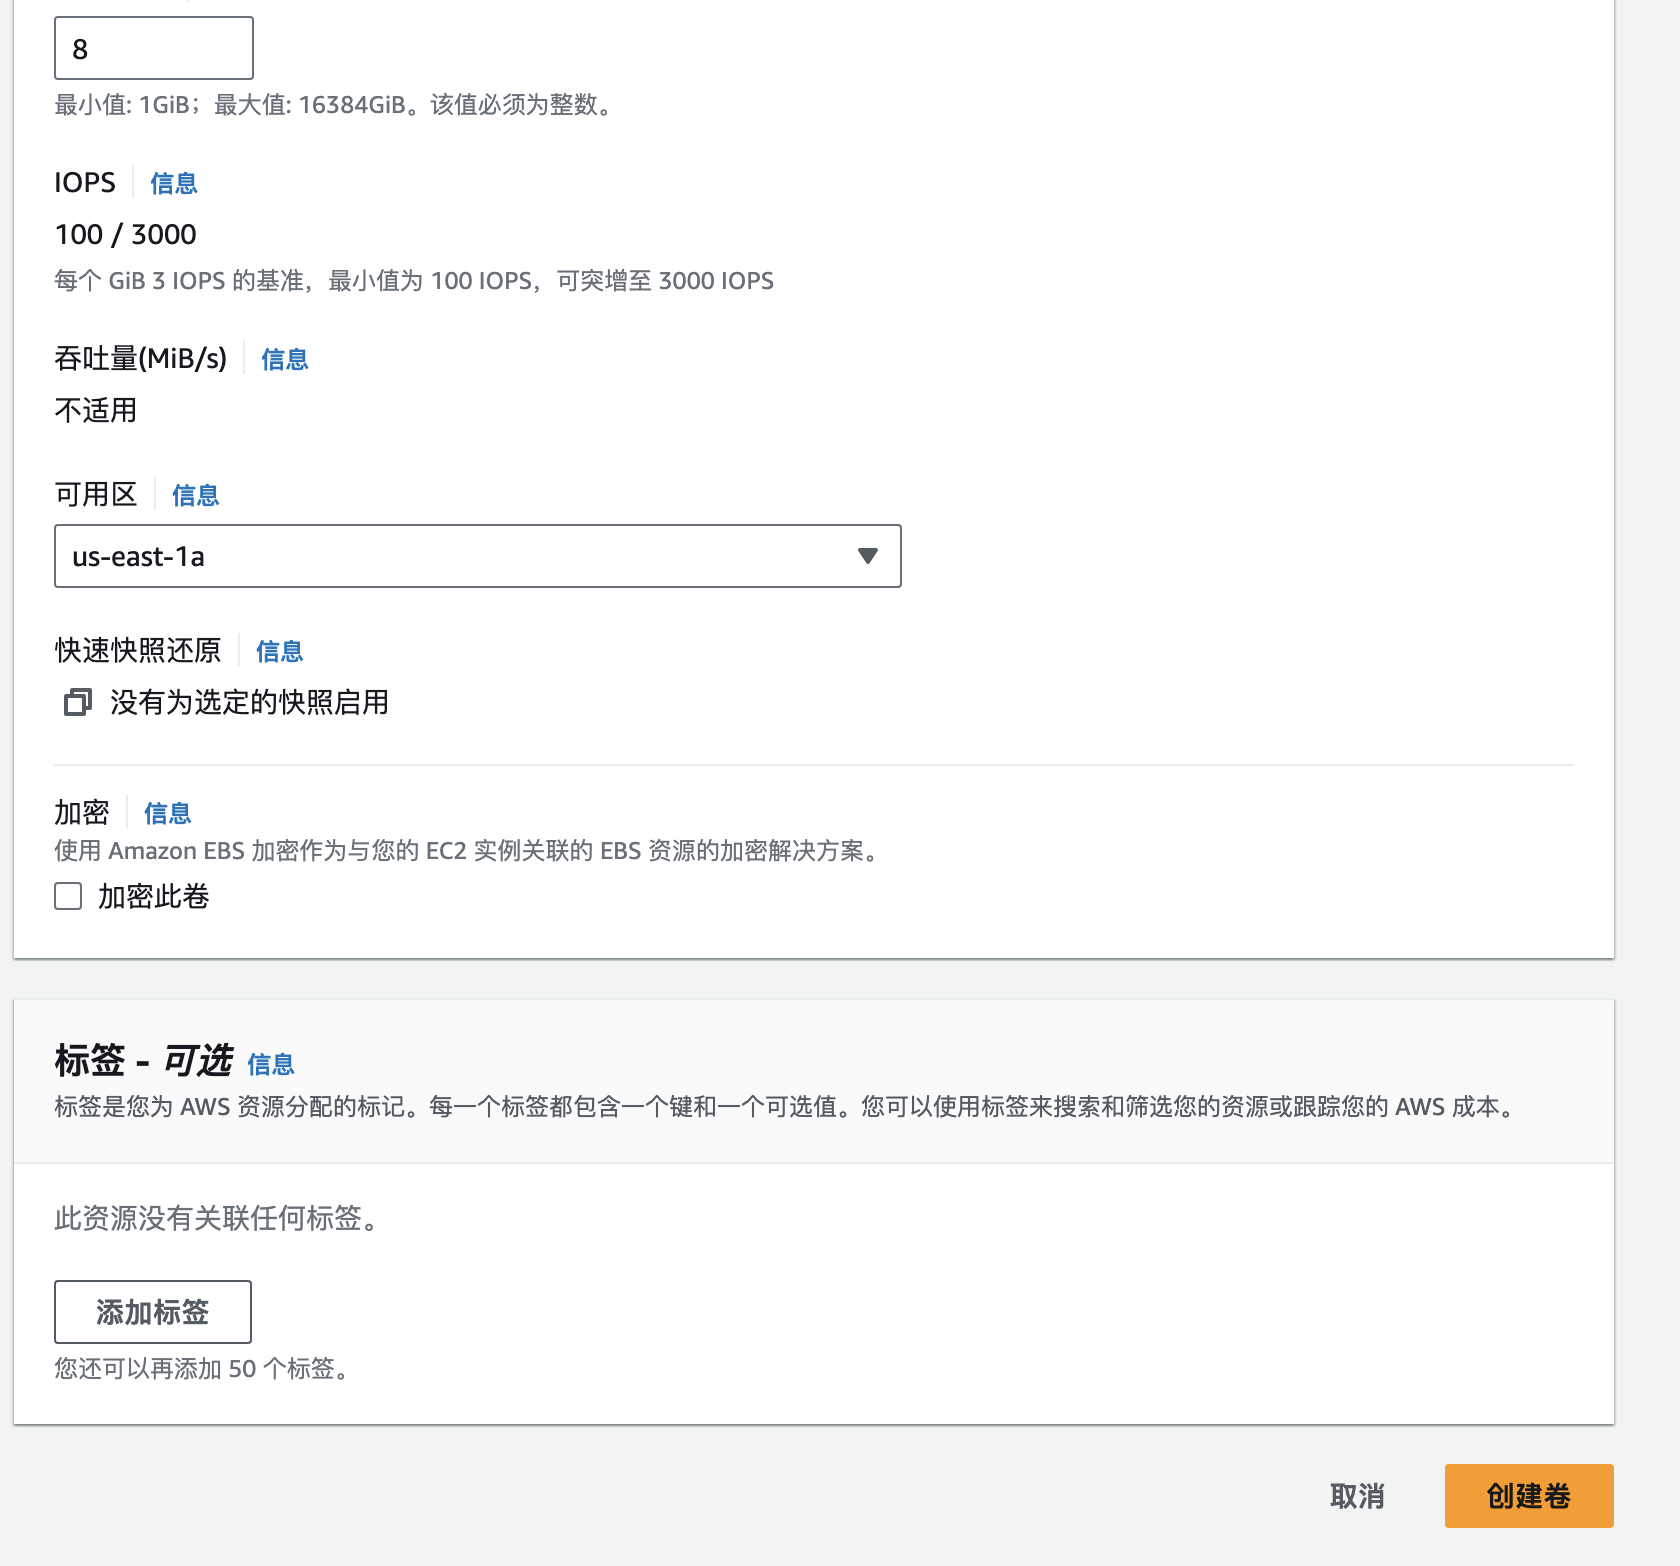 8
最小值: 1GiB；最大值: 16384GiB。该值必须为整数。
IOPS 信息
100 / 3000
每个 GiB 3 IOPS 的基准，最小值为 100 IOPS，可突增至 3000 IOPS
吞吐量(MiB/s) 信息
不适用
可用区 信息
us-east-1a
快速快照还原 信息
没有为选定的快照启用
加密 信息
使用 Amazon EBS 加密作为与您的 EC2 实例关联的 EBS 资源的加密解决方案。
加密此卷
标签 - 可选 信息
标签是您为 AWS 资源分配的标记。每一个标签都包含一个键和一个可选值。您可以使用标签来搜索和筛选您的资源或跟踪您的 AWS 成本。
此资源没有关联任何标签。
添加标签
您还可以再添加 50 个标签。
取消 创建卷